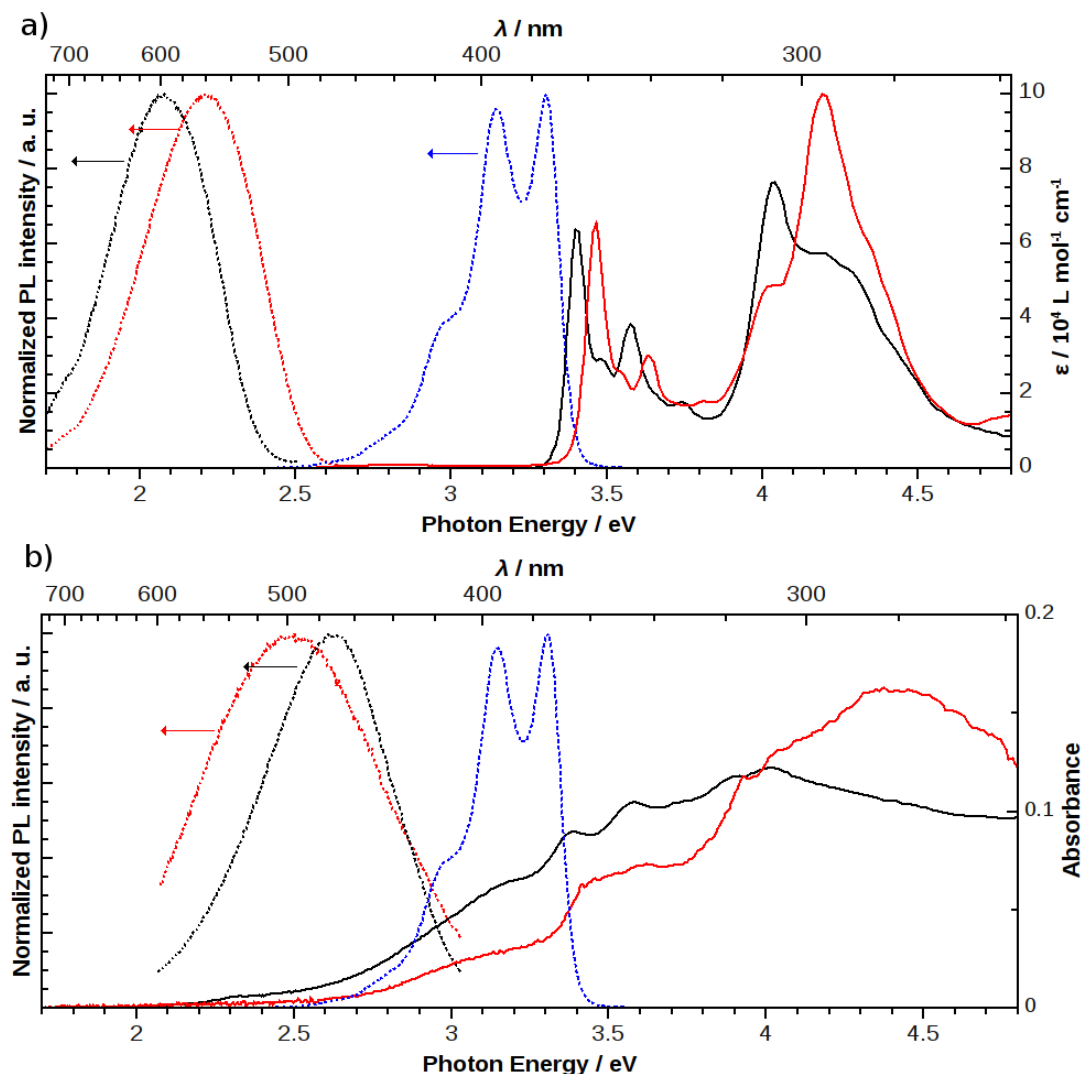 a)
λ / nm
700 600 500 400 300
Normalized PL intensity / a. u.
10
8
6
4
2
0
ε / 10⁴ L mol⁻¹ cm⁻¹
2 2.5 3 3.5 4 4.5
Photon Energy / eV
b)
λ / nm
700 600 500 400 300
Normalized PL intensity / a. u.
0.2
0.1
0
Absorbance
2 2.5 3 3.5 4 4.5
Photon Energy / eV